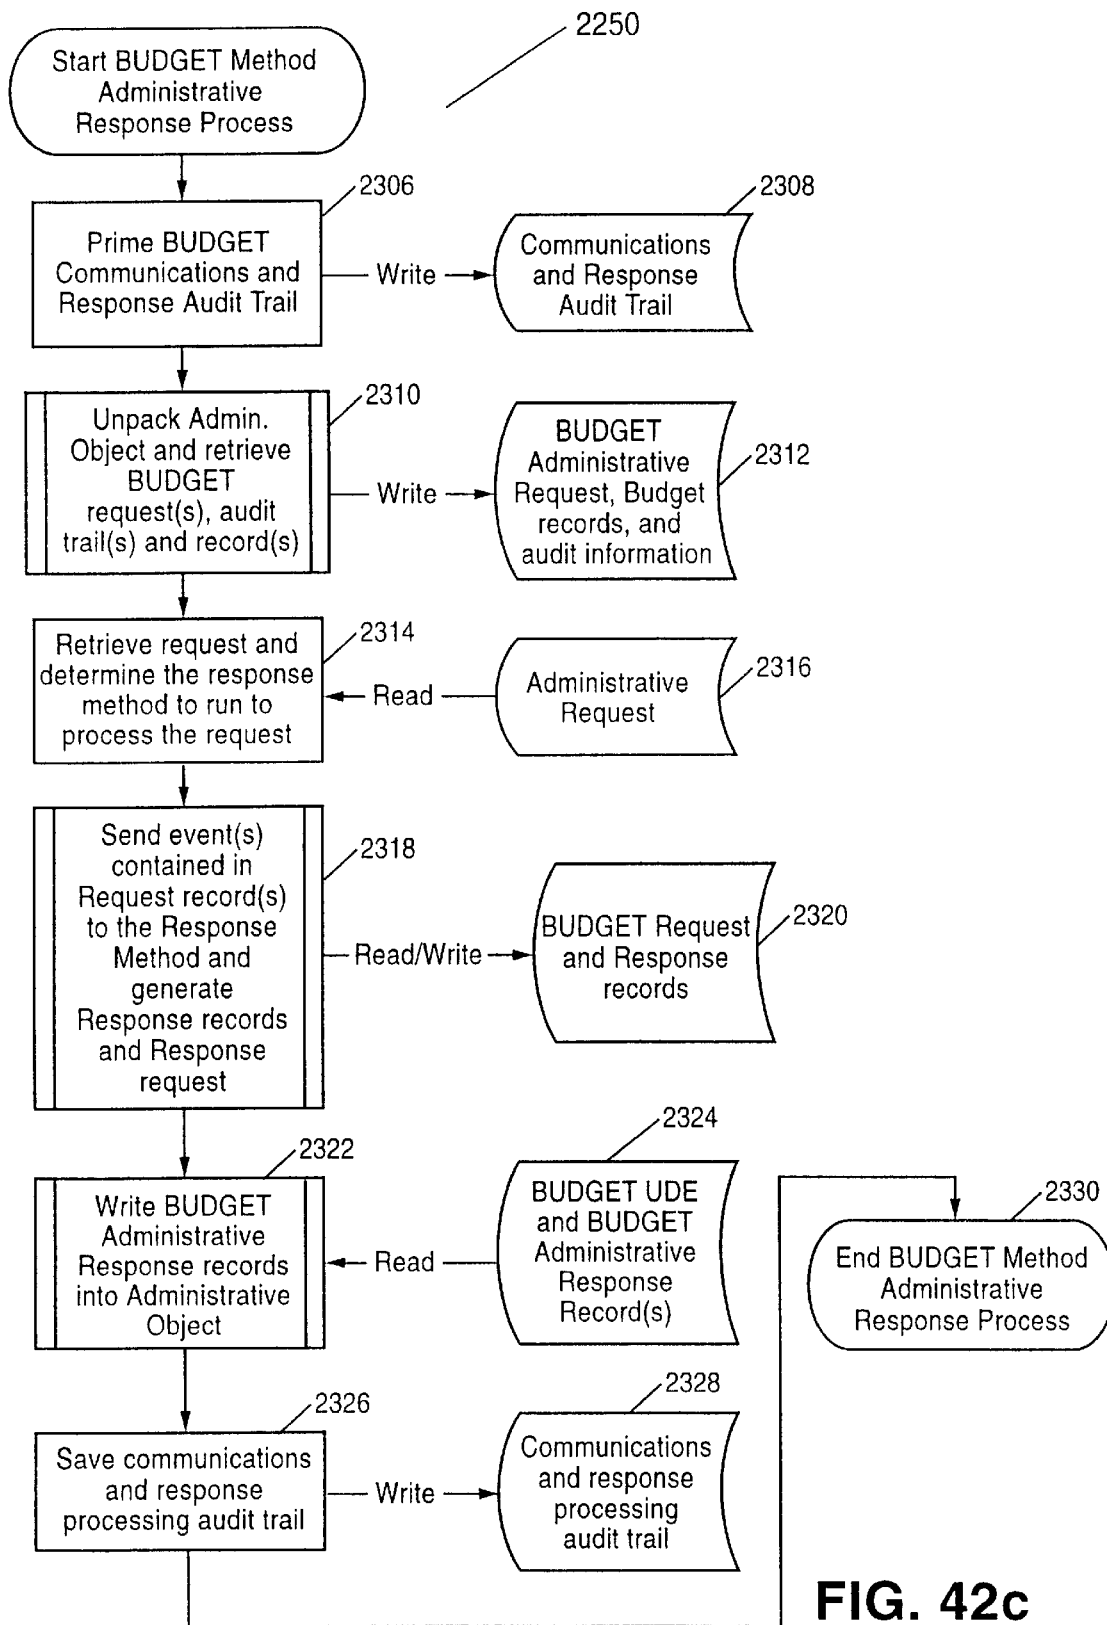 2250
Start BUDGET Method
Administrative
Response Process
2306
Prime BUDGET
Communications and
Response Audit Trail
Write
2308
Communications
and Response
Audit Trail
2310
Unpack Admin.
Object and retrieve
BUDGET
request(s), audit
trail(s) and record(s)
Write
2312
BUDGET
Administrative
Request, Budget
records, and
audit information
2314
Retrieve request and
determine the response
method to run to
process the request
Read
2316
Administrative
Request
2318
Send event(s)
contained in
Request record(s)
to the Response
Method and
generate
Response records
and Response
request
Read/Write
2320
BUDGET Request
and Response
records
2322
Write BUDGET
Administrative
Response records
into Administrative
Object
Read
2324
BUDGET UDE
and BUDGET
Administrative
Response
Record(s)
2326
Save communications
and response
processing audit trail
Write
2328
Communications
and response
processing
audit trail
2330
End BUDGET Method
Administrative
Response Process
FIG. 42c